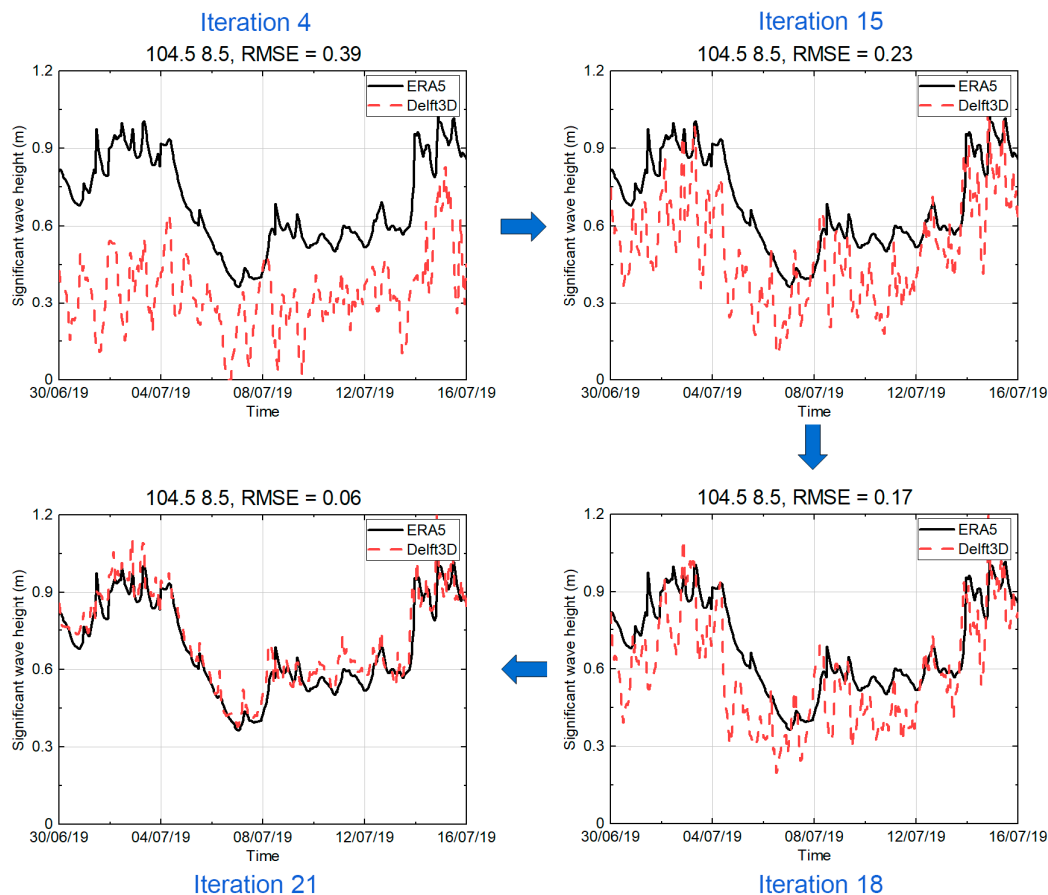 Iteration 4
104.5 8.5, RMSE = 0.39
1.2
0.9
0.6
0.3
0
Significant wave height (m)
ERA5
Delft3D
30/06/19 04/07/19 08/07/19 12/07/19 16/07/19
Time
Iteration 15
104.5 8.5, RMSE = 0.23
1.2
0.9
0.6
0.3
0
Significant wave height (m)
ERA5
Delft3D
30/06/19 04/07/19 08/07/19 12/07/19 16/07/19
Time
104.5 8.5, RMSE = 0.06
1.2
0.9
0.6
0.3
0
Significant wave height (m)
ERA5
Delft3D
30/06/19 04/07/19 08/07/19 12/07/19 16/07/19
Time
Iteration 21
104.5 8.5, RMSE = 0.17
1.2
0.9
0.6
0.3
0
Significant wave height (m)
ERA5
Delft3D
30/06/19 04/07/19 08/07/19 12/07/19 16/07/19
Time
Iteration 18